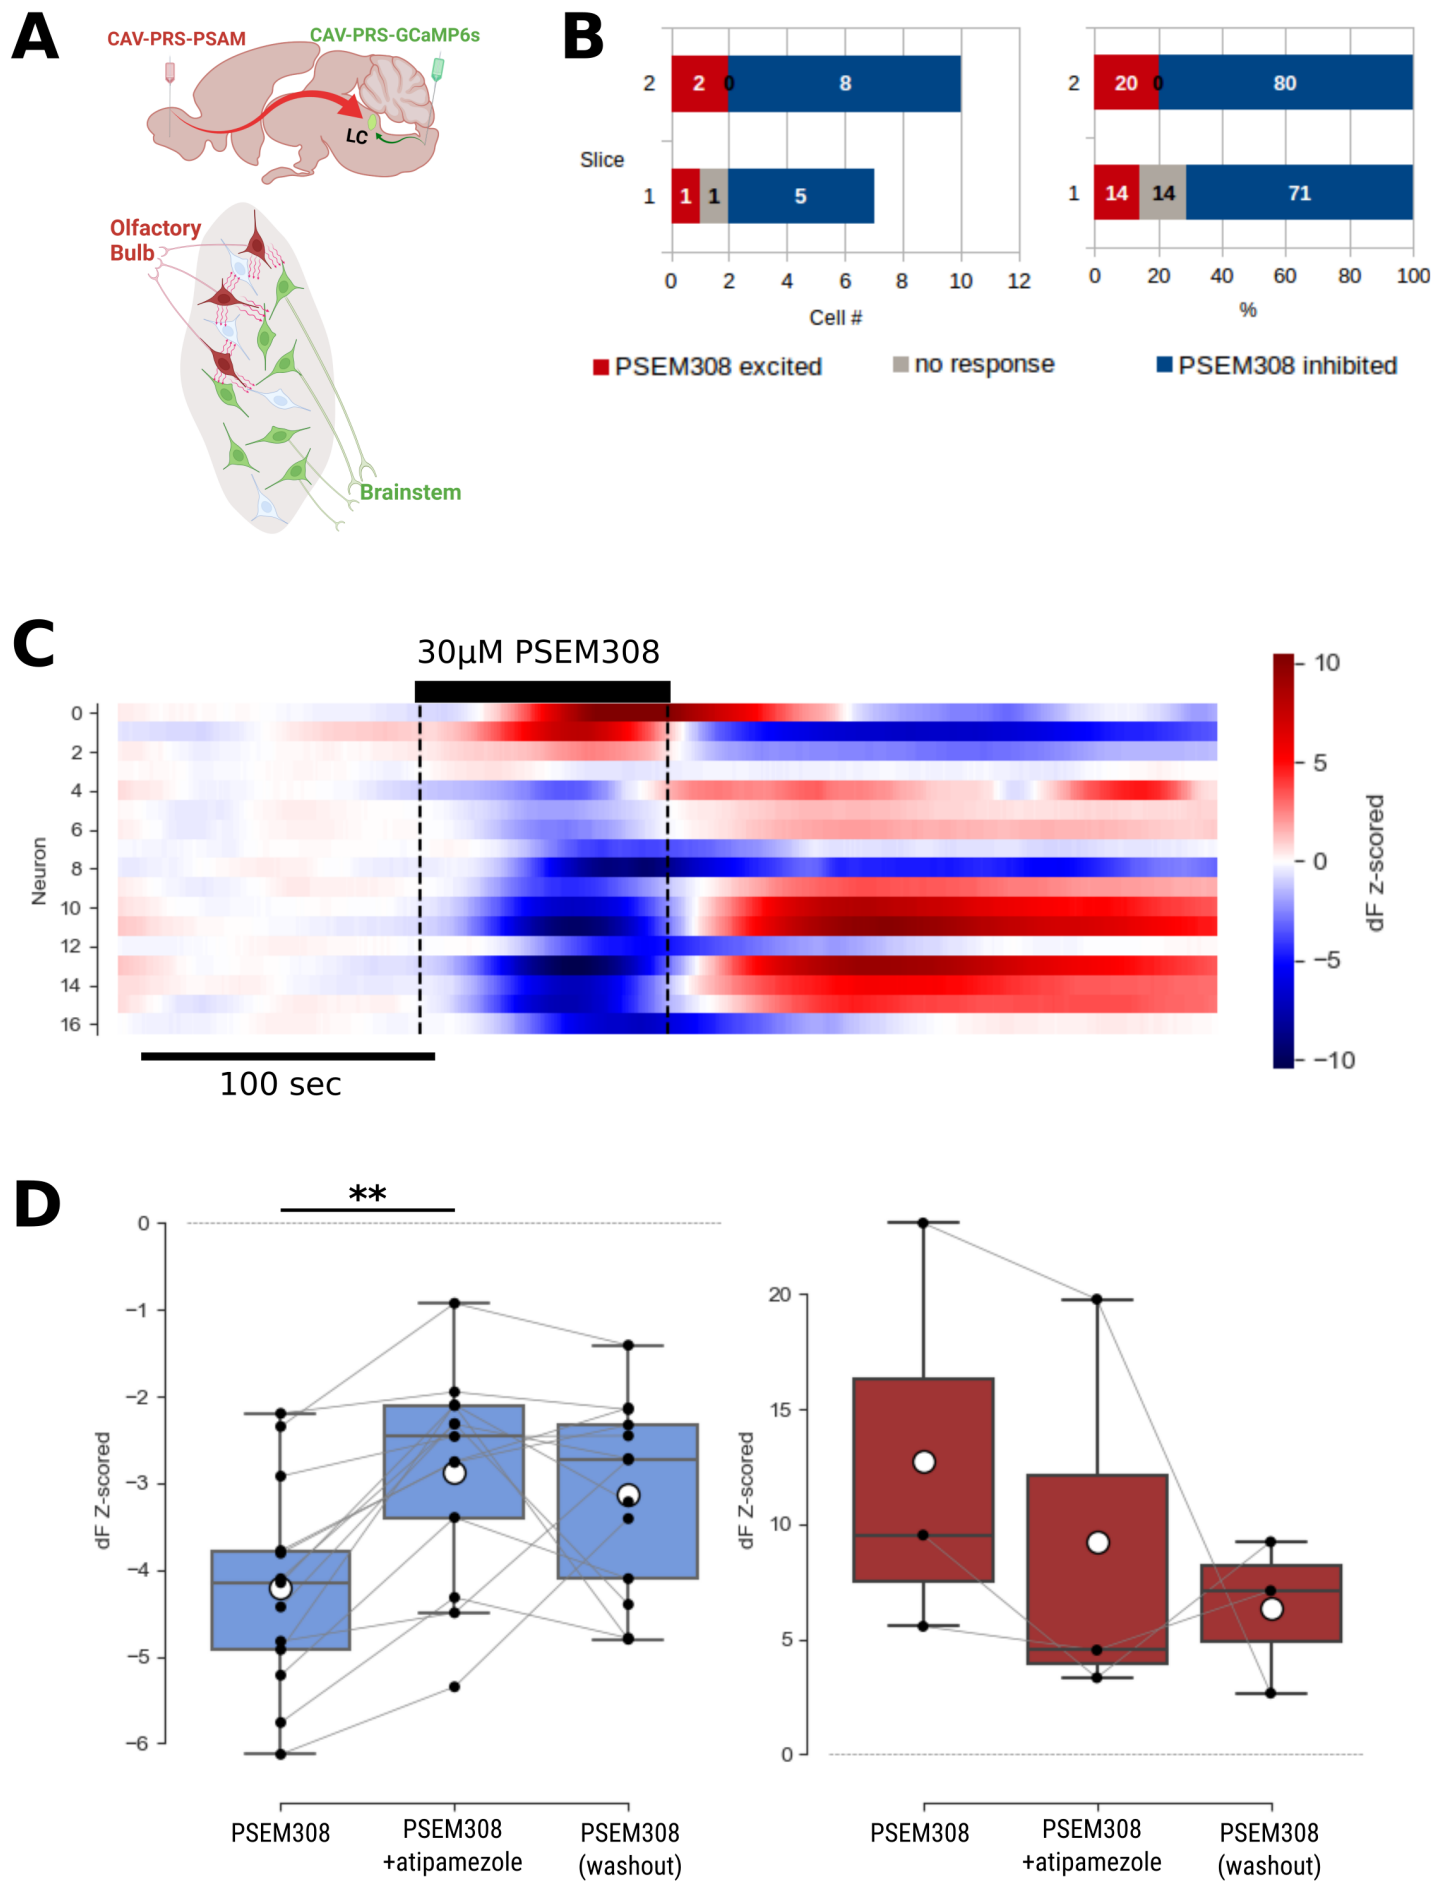 A
CAV-PRS-PSAM
CAV-PRS-GCaMP6s
LC
Olfactory
Bulb
Brainstem
B
2
2 0 8
Slice
1
1 1 5
0 2 4 6 8 10 12
Cell #
2
20 0 80
1
14 14 71
0 20 40 60 80 100
%
PSEM308 excited
no response
PSEM308 inhibited
C
30µM PSEM308
Neuron
0
2
4
6
8
10
12
14
16
100 sec
10
5
0
−5
−10
dF z-scored
D
**
dF Z-scored
0
−1
−2
−3
−4
−5
−6
PSEM308
PSEM308
+atipamezole
PSEM308
(washout)
dF Z-scored
20
15
10
5
0
PSEM308
PSEM308
+atipamezole
PSEM308
(washout)